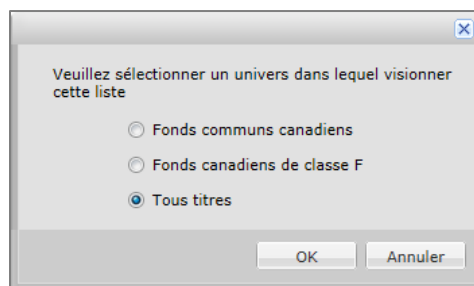 Veuillez sélectionner un univers dans lequel visionner
cette liste
Fonds communs canadiens
Fonds canadiens de classe F
Tous titres
OK Annuler